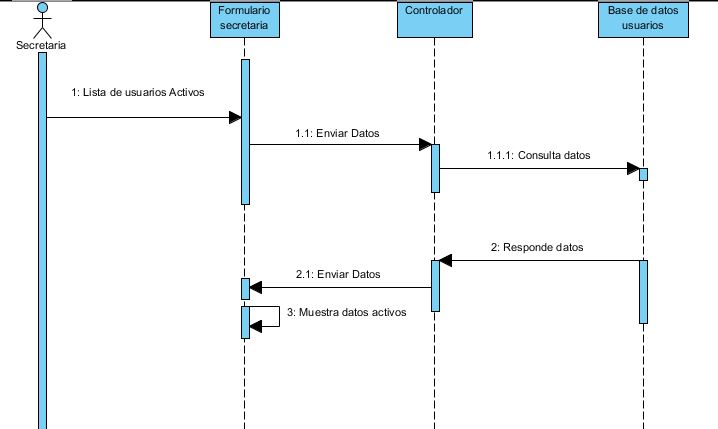 Formulario
secretaria
Controlador
Base de datos
usuarios
Secretaria
1: Lista de usuarios Activos
1.1: Enviar Datos
1.1.1: Consulta datos
2: Responde datos
2.1: Enviar Datos
3: Muestra datos activos